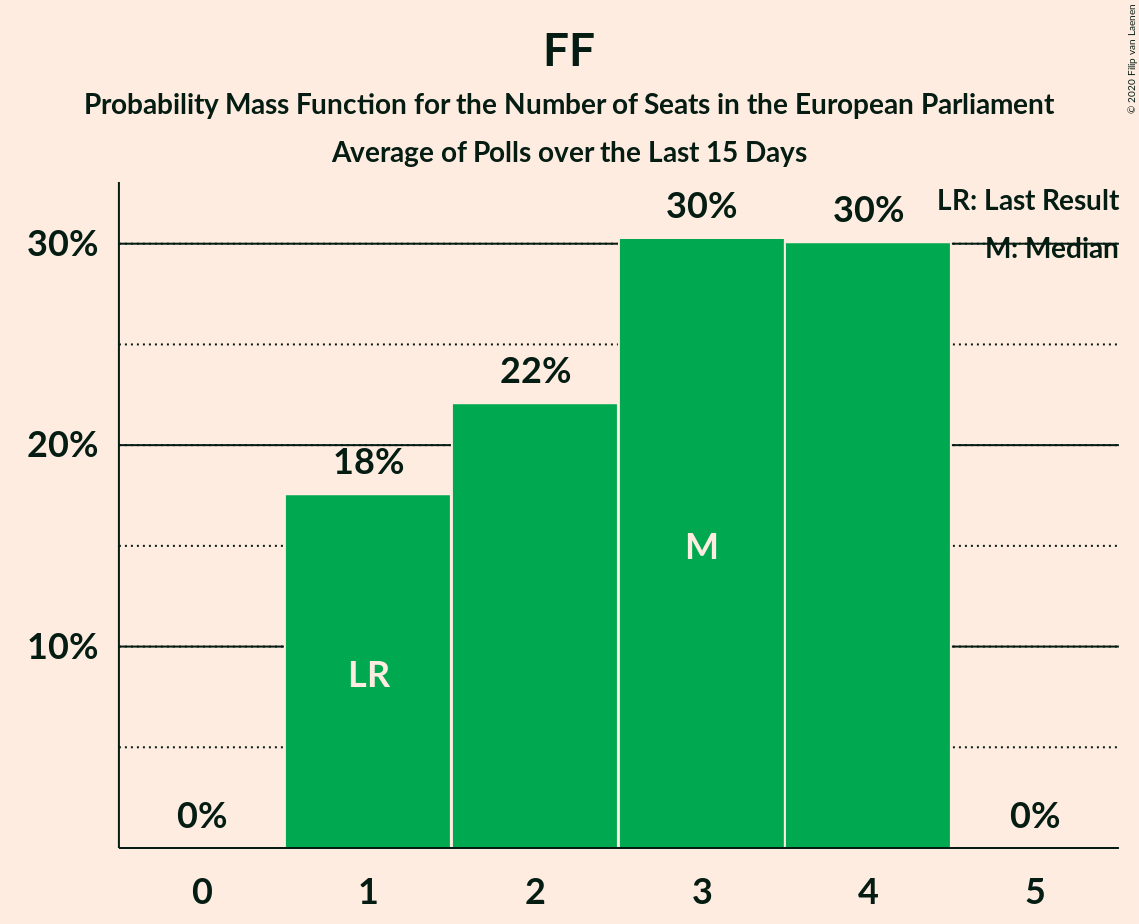 FF
Probability Mass Function for the Number of Seats in the European Parliament
Average of Polls over the Last 15 Days
© 2020 Filip van Laenen
LR: Last Result
M: Median
30%
20%
10%
0%
18%
22%
30%
30%
0%
LR
M
0 1 2 3 4 5